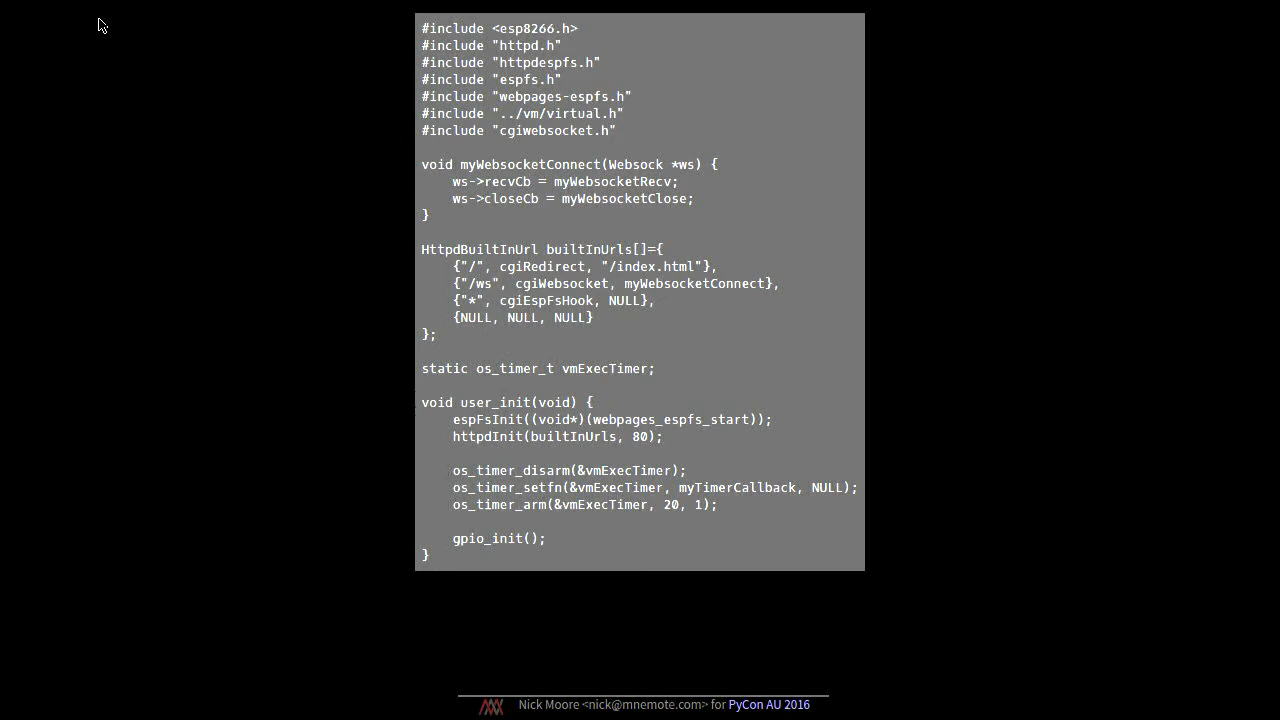 #include <esp8266.h>
#include "httpd.h"
#include "httpdespfs.h"
#include "espfs.h"
#include "webpages-espfs.h"
#include "../vm/virtual.h"
#include "cgiwebsocket.h"

void myWebsocketConnect(Websock *ws) {
    ws->recvCb = myWebsocketRecv;
    ws->closeCb = myWebsocketClose;
}

HttpdBuiltInUrl builtInUrls[]={
    {"/", cgiRedirect, "/index.html"},
    {"/ws", cgiWebsocket, myWebsocketConnect},
    {"*", cgiEspFsHook, NULL},
    {NULL, NULL, NULL}
};

static os_timer_t vmExecTimer;

void user_init(void) {
    espFsInit((void*)(webpages_espfs_start));
    httpdInit(builtInUrls, 80);

    os_timer_disarm(&vmExecTimer);
    os_timer_setfn(&vmExecTimer, myTimerCallback, NULL);
    os_timer_arm(&vmExecTimer, 20, 1);

    gpio_init();
}
Nick Moore <nick@mnemote.com> for PyCon AU 2016